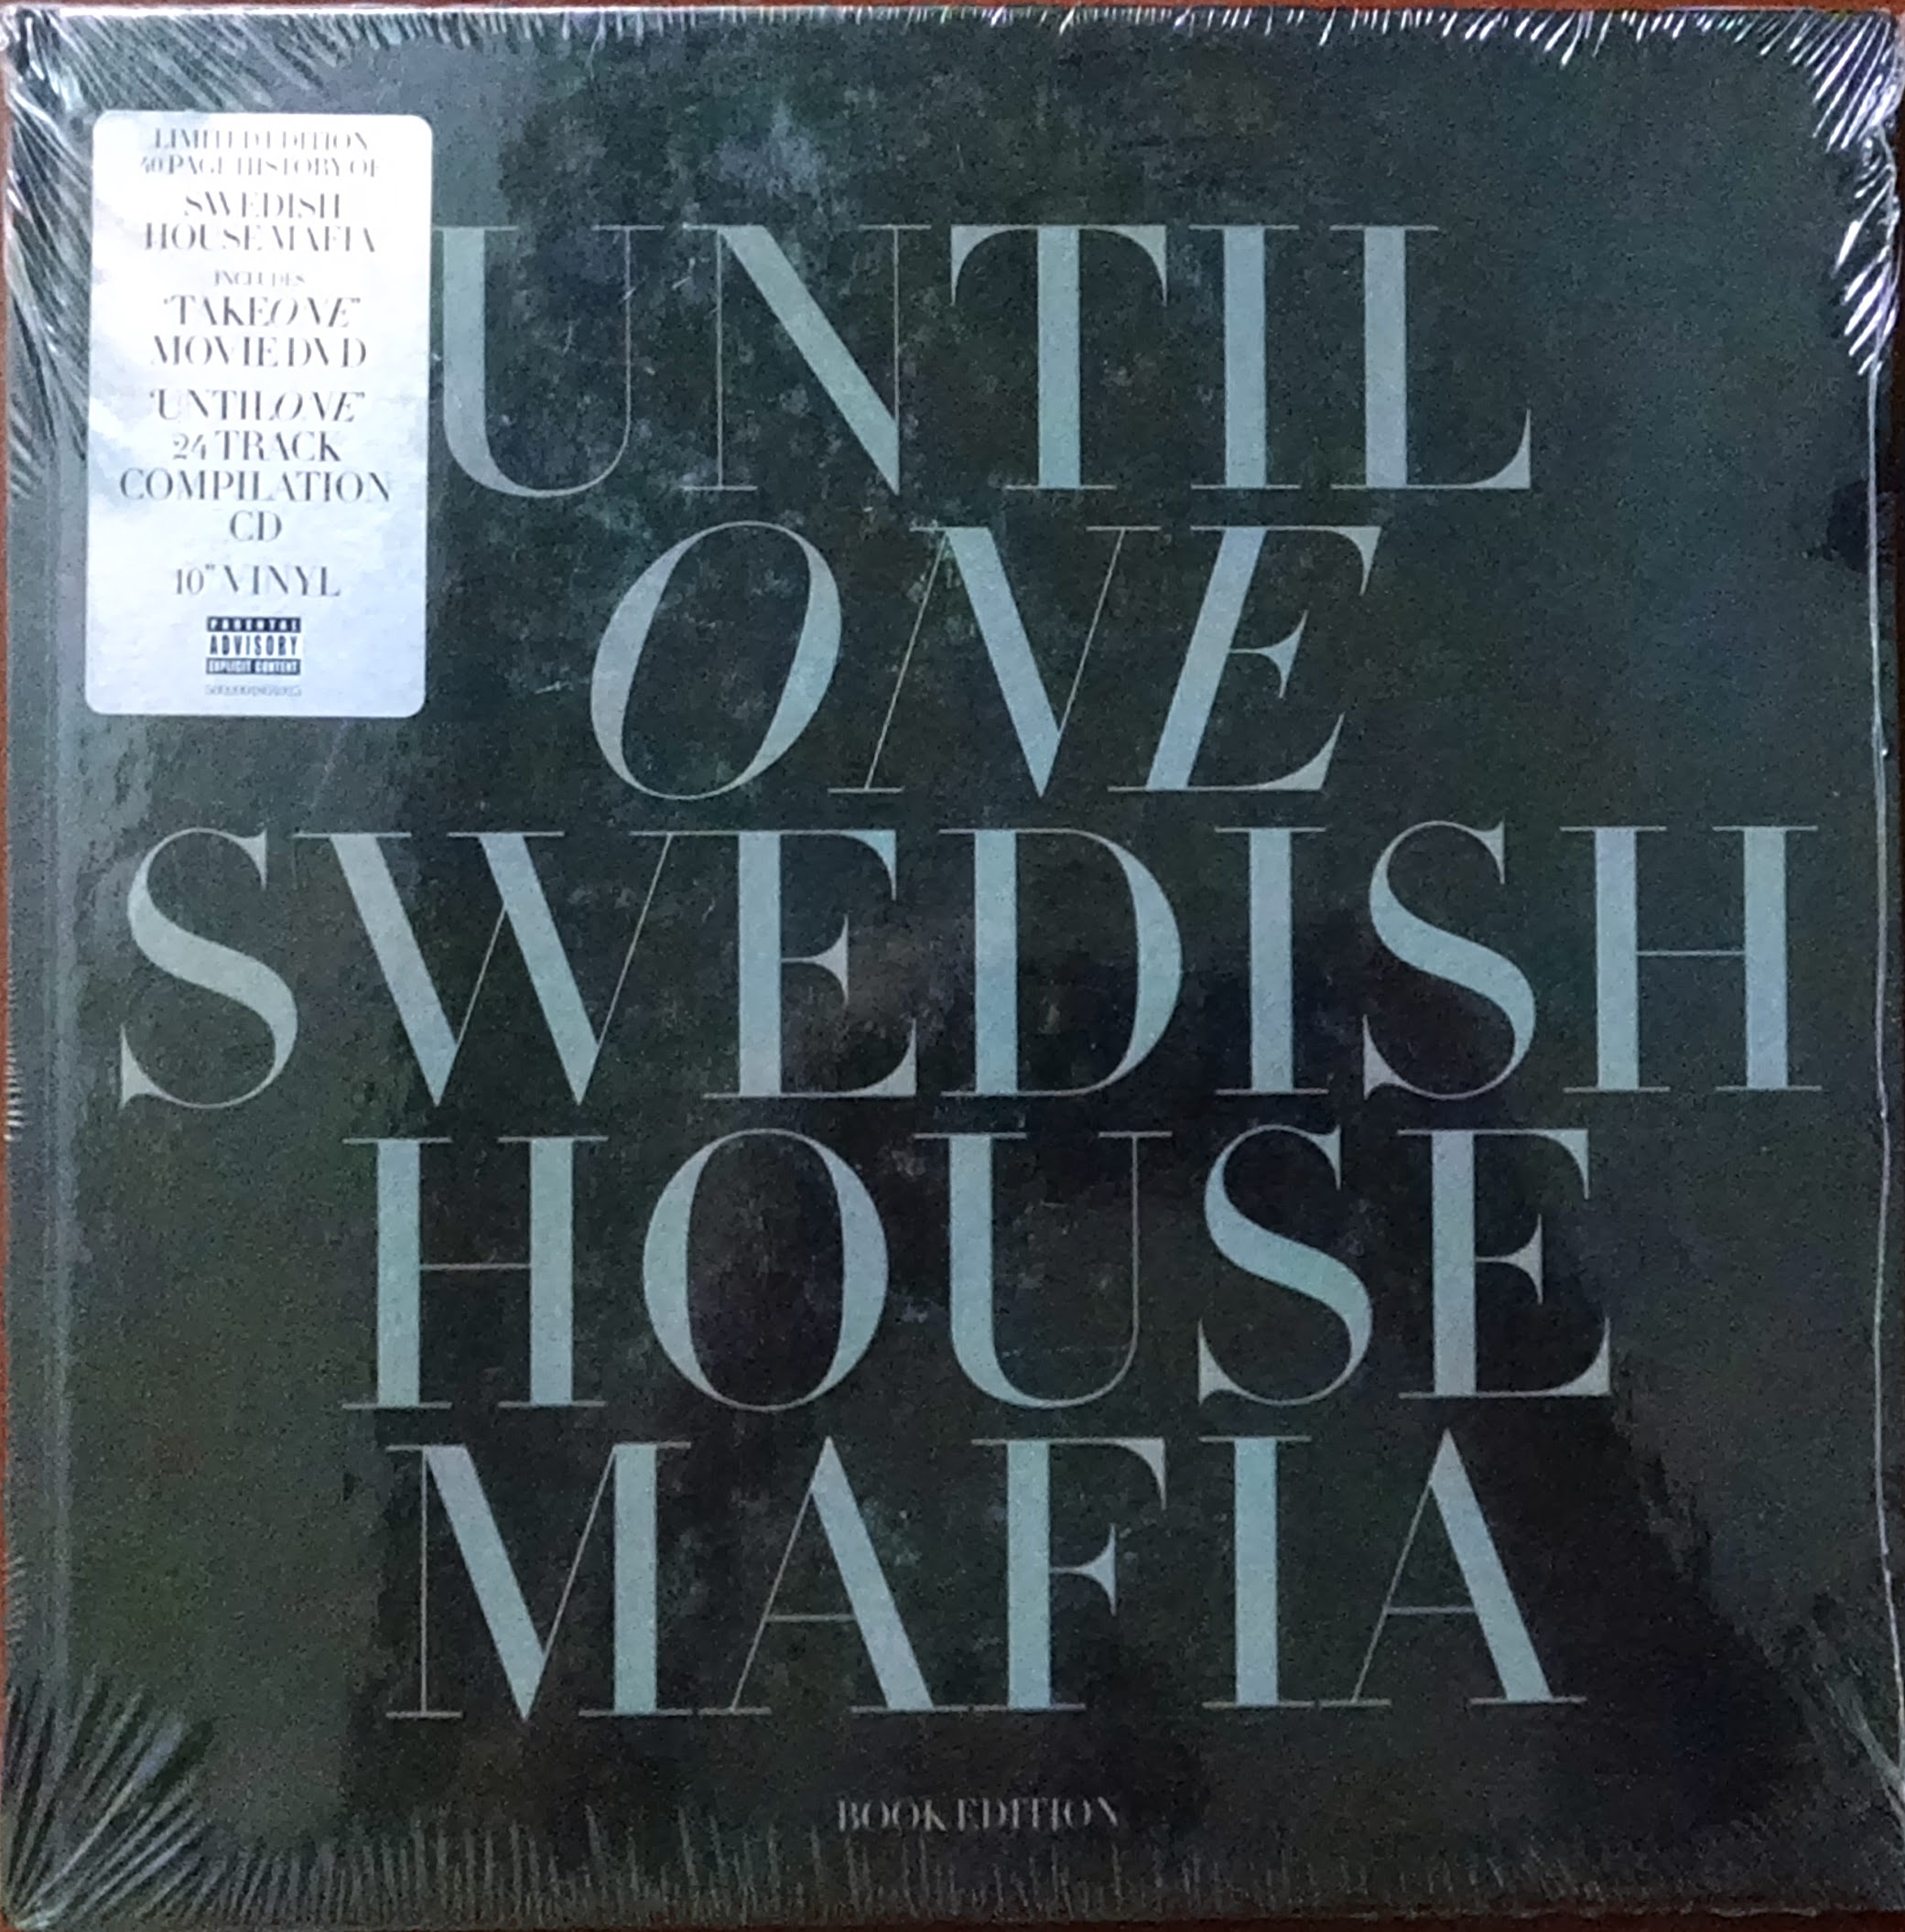 LIMITED EDITION
40 PAGE HISTORY OF
SWEDISH
HOUSE MAFIA
INCLUDES
'TAKE ONE'
MOVIE DVD
'UNTIL ONE'
24 TRACK
COMPILATION
CD
10" VINYL
PARENTAL
ADVISORY
EXPLICIT CONTENT
UNTIL
ONE
SWEDISH
HOUSE
MAFIA
BOOK EDITION